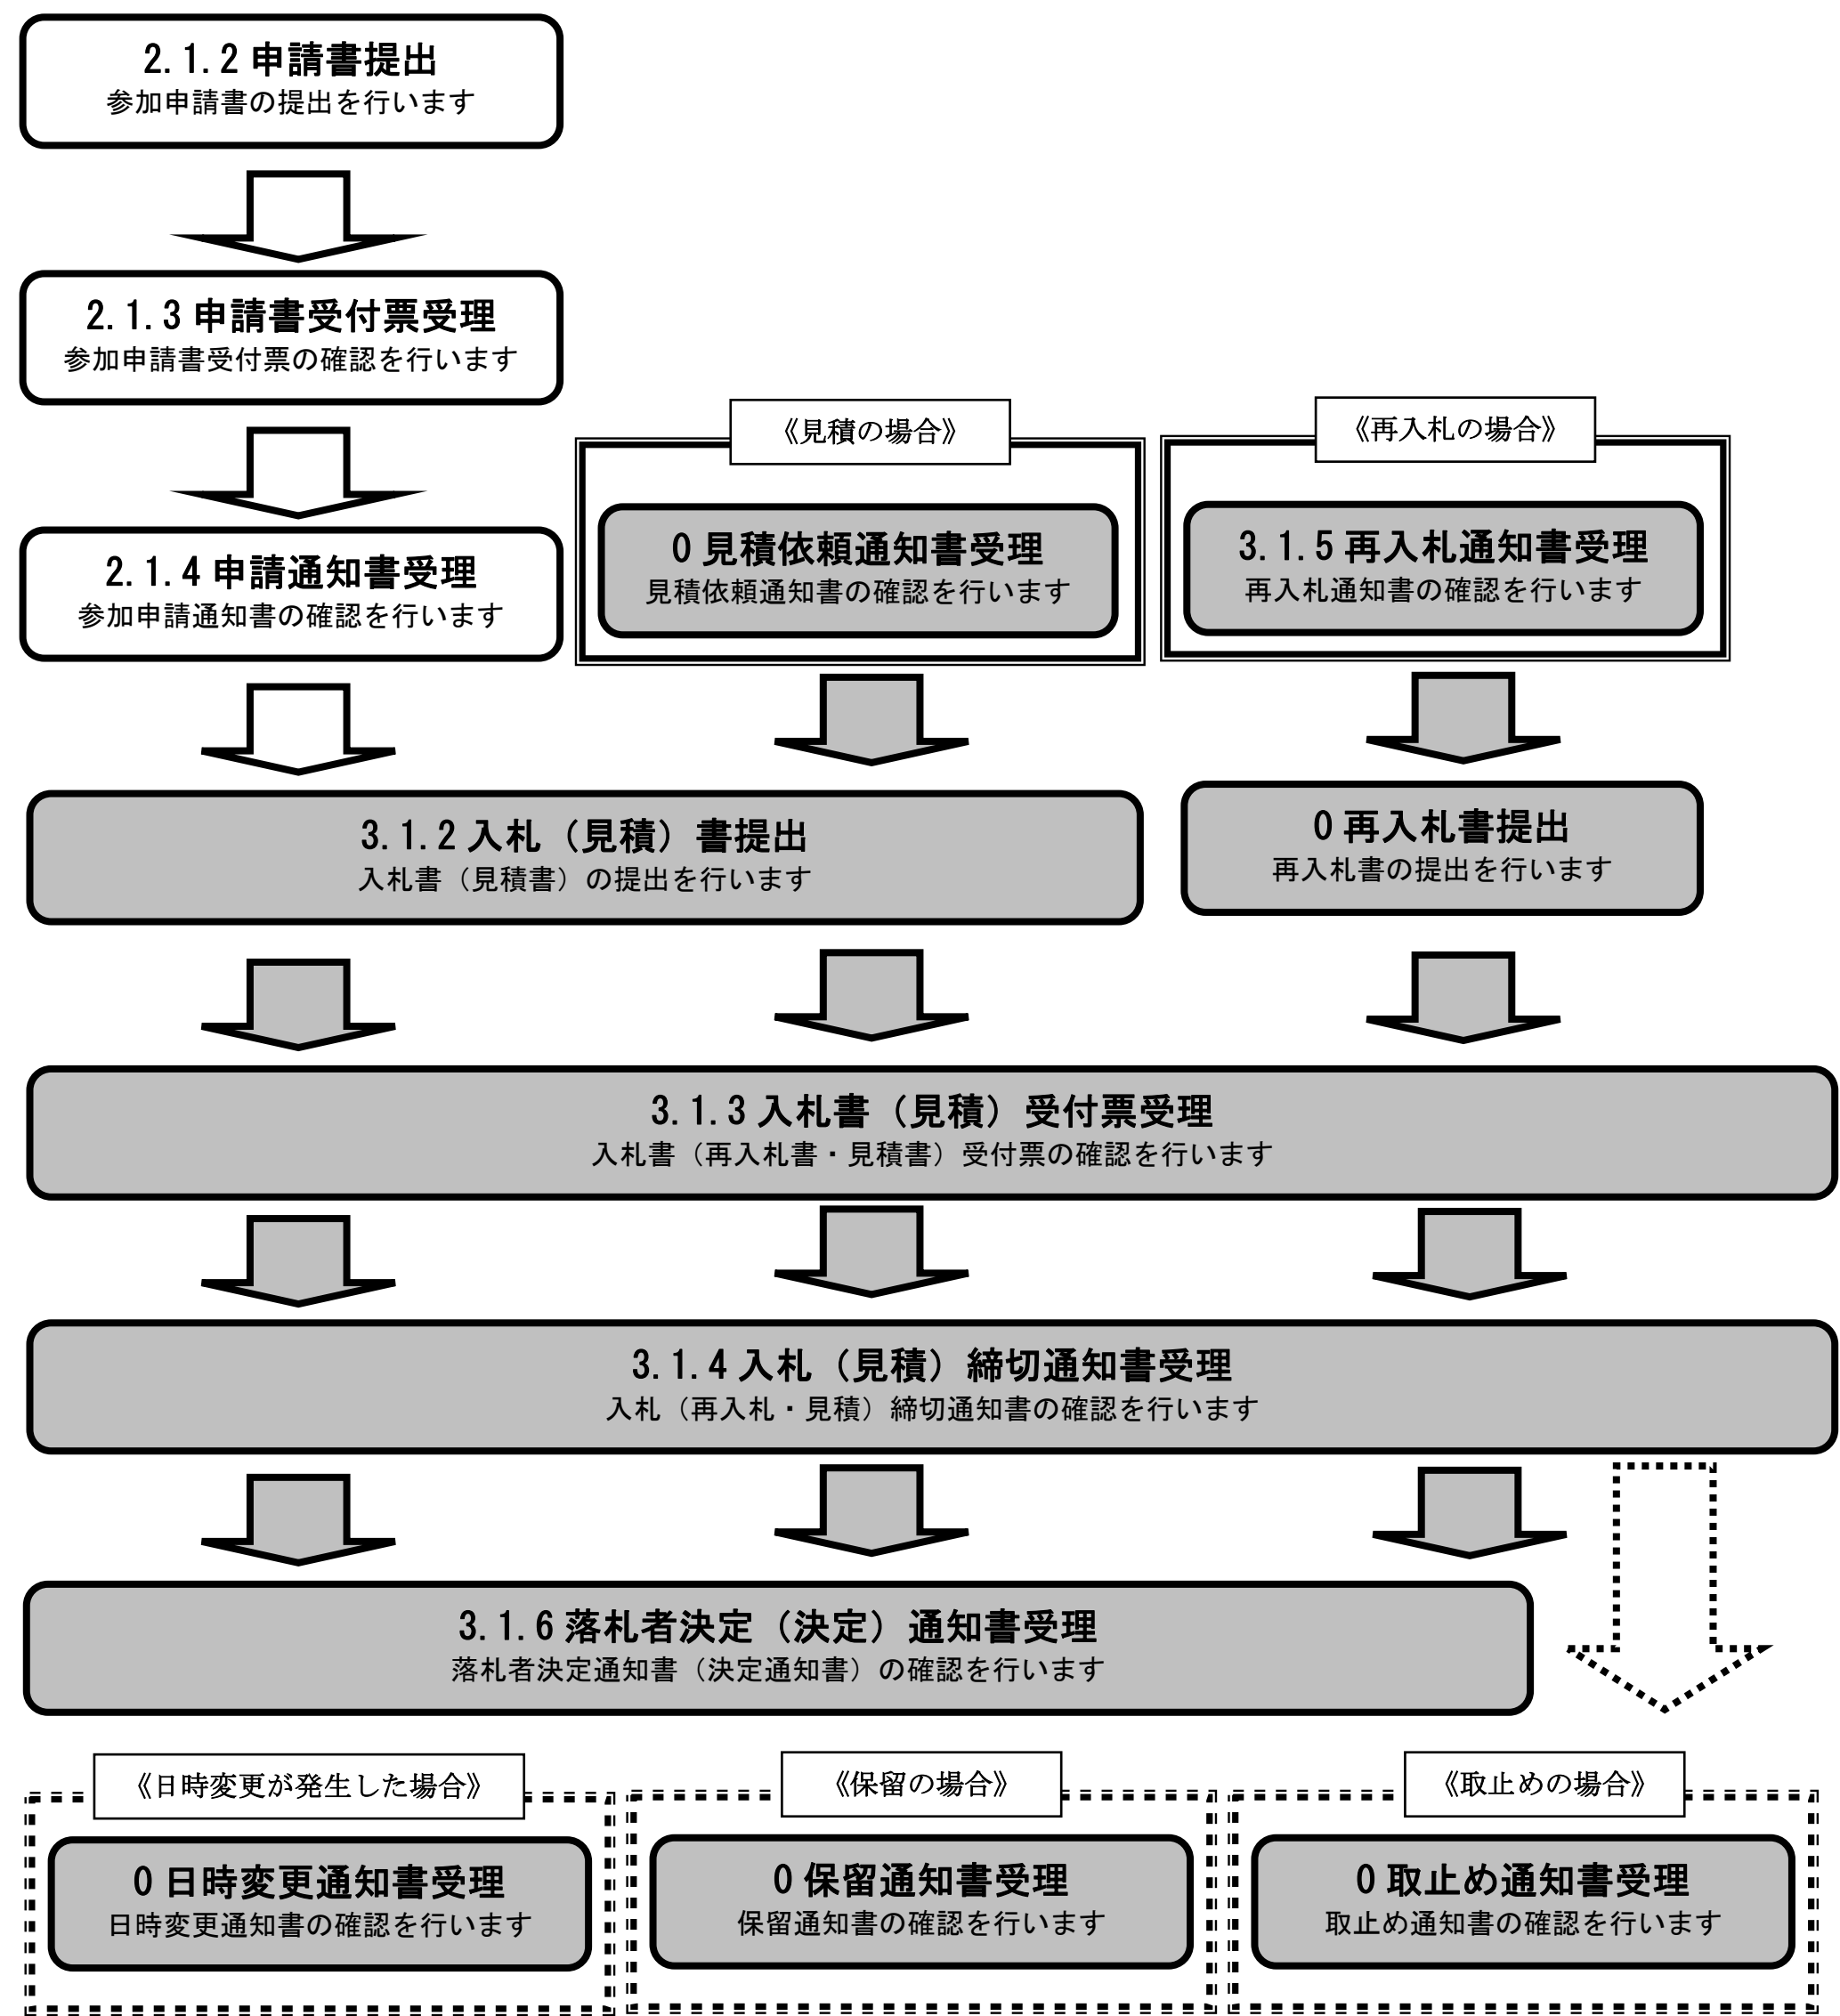 2.1.2 申請書提出
参加申請書の提出を行います
2.1.3 申請書受付票受理
参加申請書受付票の確認を行います
2.1.4 申請通知書受理
参加申請通知書の確認を行います
《見積の場合》
0 見積依頼通知書受理
見積依頼通知書の確認を行います
《再入札の場合》
3.1.5 再入札通知書受理
再入札通知書の確認を行います
3.1.2 入札（見積）書提出
入札書（見積書）の提出を行います
0 再入札書提出
再入札書の提出を行います
3.1.3 入札書（見積）受付票受理
入札書（再入札書・見積書）受付票の確認を行います
3.1.4 入札（見積）締切通知書受理
入札（再入札・見積）締切通知書の確認を行います
3.1.6 落札者決定（決定）通知書受理
落札者決定通知書（決定通知書）の確認を行います
《日時変更が発生した場合》
0 日時変更通知書受理
日時変更通知書の確認を行います
《保留の場合》
0 保留通知書受理
保留通知書の確認を行います
《取止めの場合》
0 取止め通知書受理
取止め通知書の確認を行います